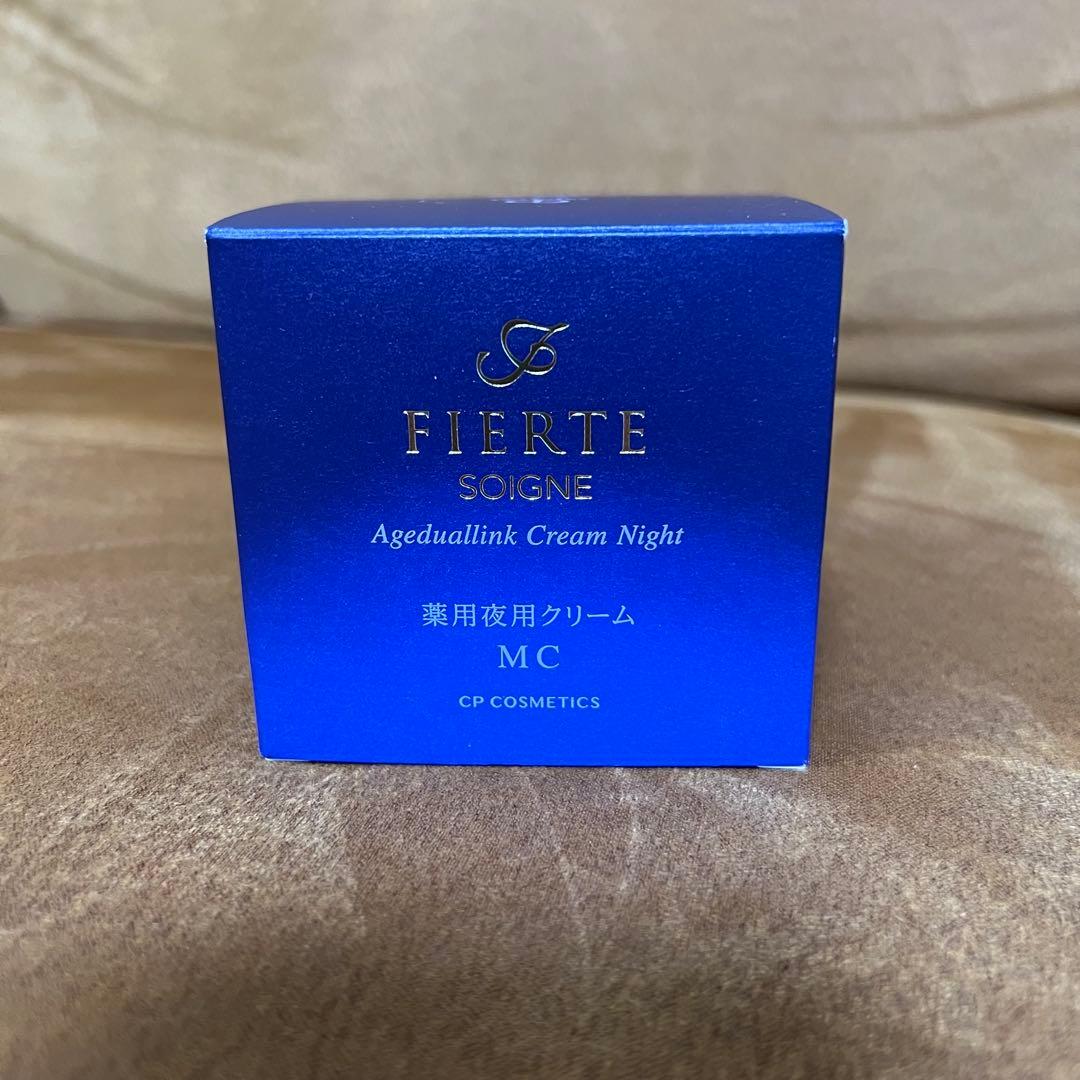 FIERTE
SOIGNE
Ageduallink Cream Night
薬用夜用クリーム
MC
CP COSMETICS